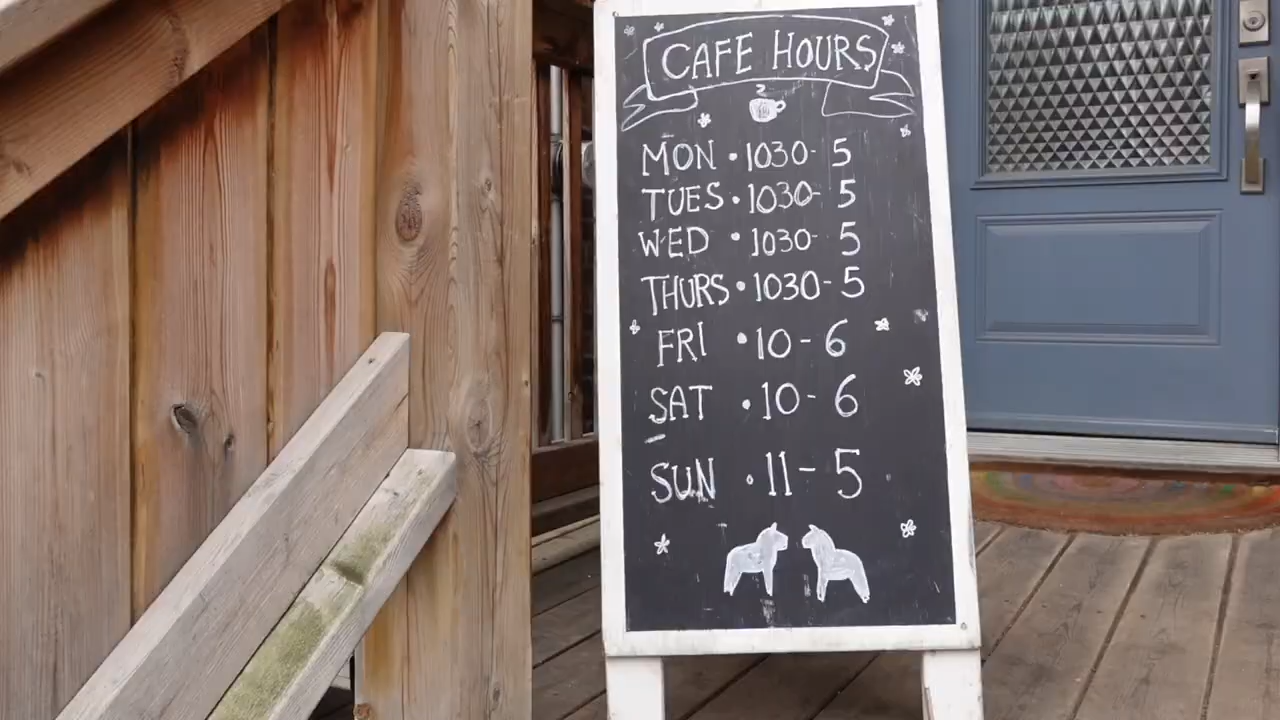 CAFE HOURS
MON • 1030- 5
TUES • 1030- 5
WED • 1030- 5
THURS • 1030- 5
FRI • 10 - 6
SAT • 10 - 6
SUN • 11 - 5